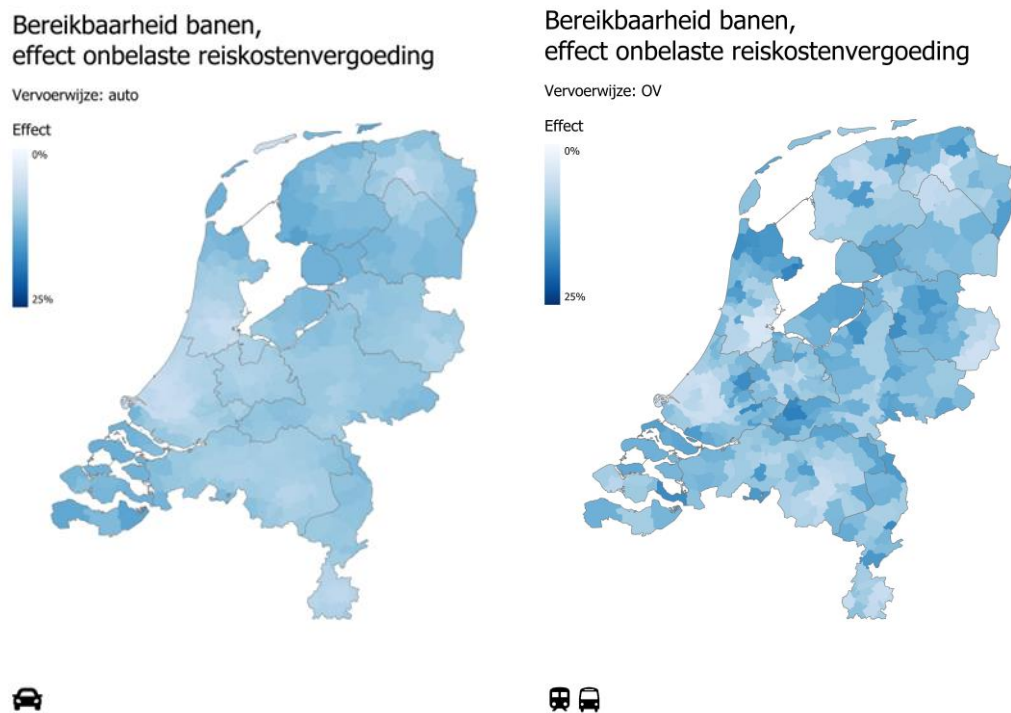 Bereikbaarheid banen,
effect onbelaste reiskostenvergoeding
Vervoerwijze: auto
Effect
0%
25%
Bereikbaarheid banen,
effect onbelaste reiskostenvergoeding
Vervoerwijze: OV
Effect
0%
25%